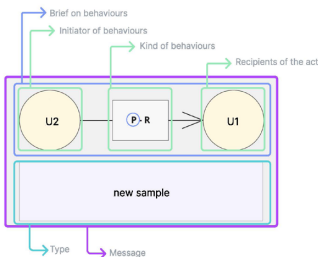 Brief on behaviours
Initiator of behaviours
Kind of behaviours
Recipients of the act
U2
P · R
U1
new sample
Type
Message